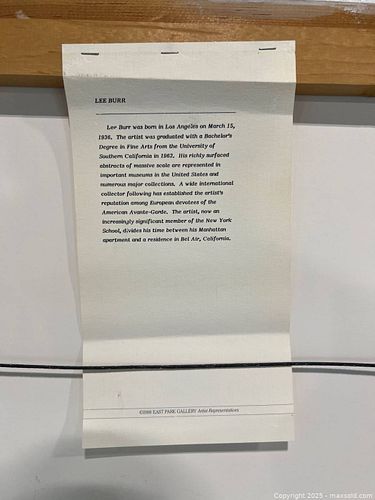 LEE BURR
Lee Burr was born in Los Angeles on March 15,
1936. The artist was graduated with a Bachelor's
Degree in Fine Arts from the University of
Southern California in 1962. His richly surfaced
abstracts of massive scale are represented in
important museums in the United States and
numerous major collections. A wide international
collector following has established the artist's
reputation among European devotees of the
American Avante-Garde. The artist, now an
increasingly significant member of the New York
School, divides his time between his Manhattan
apartment and a residence in Bel Air, California.
EAST PARK GALLERY Artist Representatives
Copyright 2025 - maxsold.com